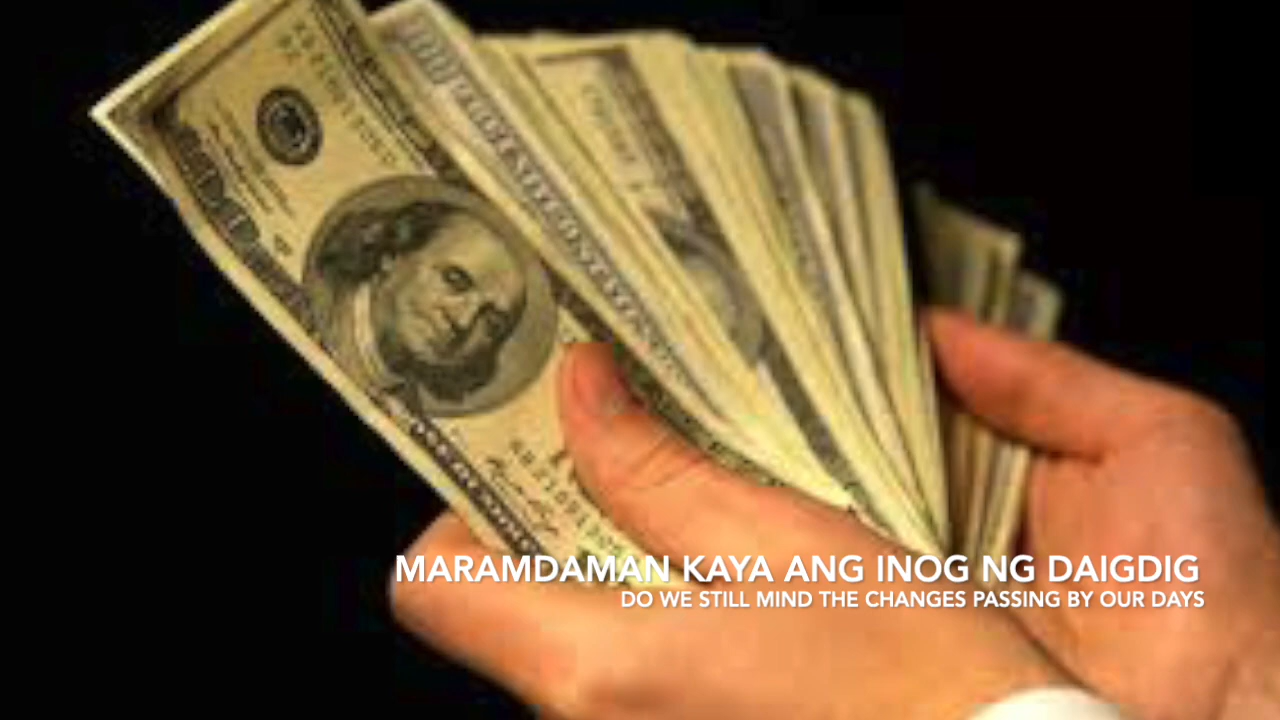 MARAMDAMAN KAYA ANG INOG NG DAIGDIG
DO WE STILL MIND THE CHANGES PASSING BY OUR DAYS